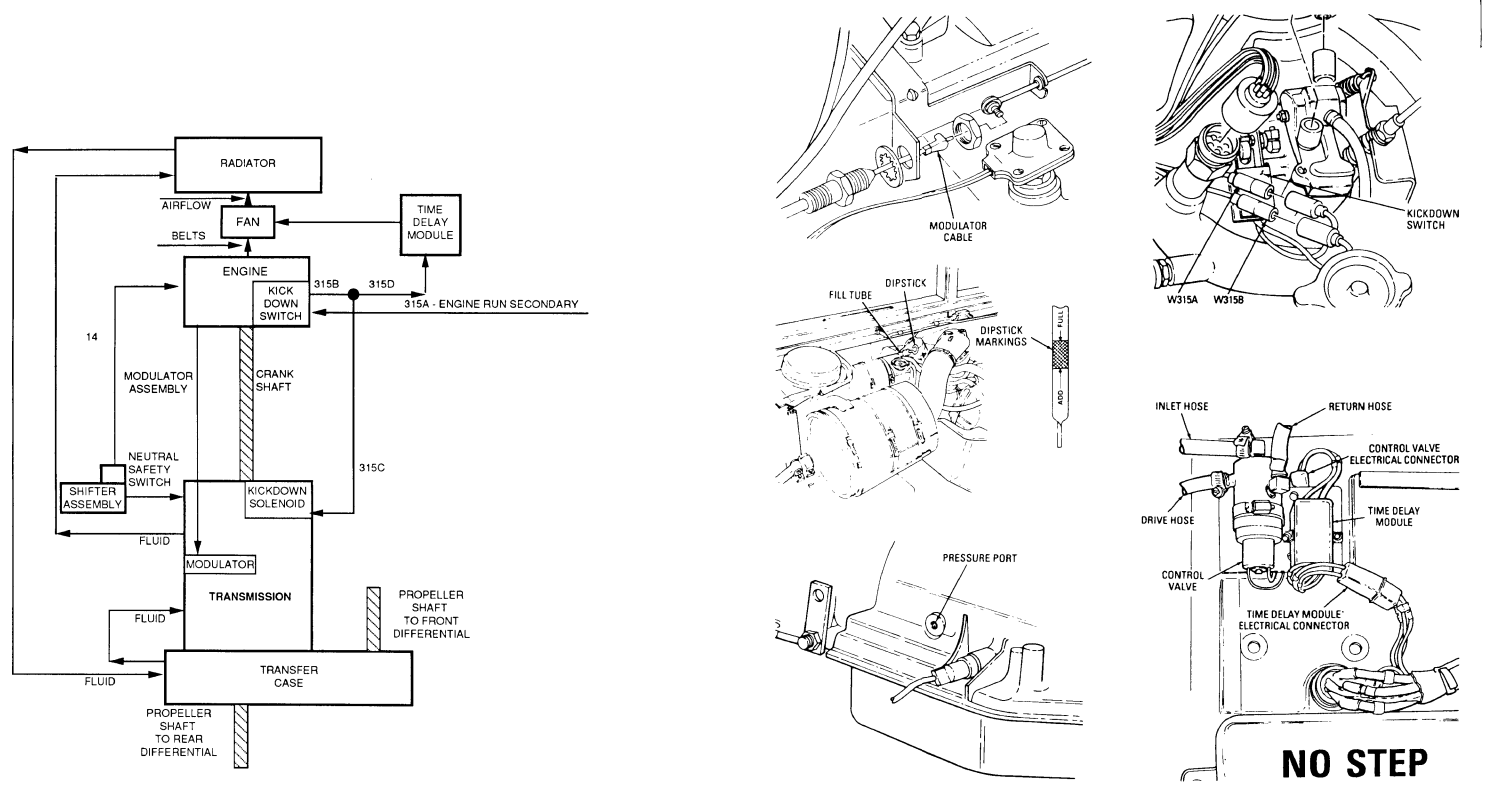 RADIATOR
AIRFLOW
FAN
TIME
DELAY
MODULE
BELTS
ENGINE
KICK
DOWN
SWITCH
315B
315D
315A - ENGINE RUN SECONDARY
14
MODULATOR
ASSEMBLY
CRANK
SHAFT
NEUTRAL
SAFETY
SWITCH
SHIFTER
ASSEMBLY
KICKDOWN
SOLENOID
315C
FLUID
MODULATOR
TRANSMISSION
FLUID
PROPELLER
SHAFT
TO FRONT
DIFFERENTIAL
TRANSFER
CASE
FLUID
PROPELLER
SHAFT
TO REAR
DIFFERENTIAL
MODULATOR
CABLE
FILL TUBE
DIPSTICK
DIPSTICK
MARKINGS
FULL
ADD
PRESSURE PORT
KICKDOWN
SWITCH
W315A
W315B
INLET HOSE
RETURN HOSE
CONTROL VALVE
ELECTRICAL CONNECTOR
DRIVE HOSE
TIME DELAY
MODULE
CONTROL
VALVE
TIME DELAY MODULE
ELECTRICAL CONNECTOR
NO STEP